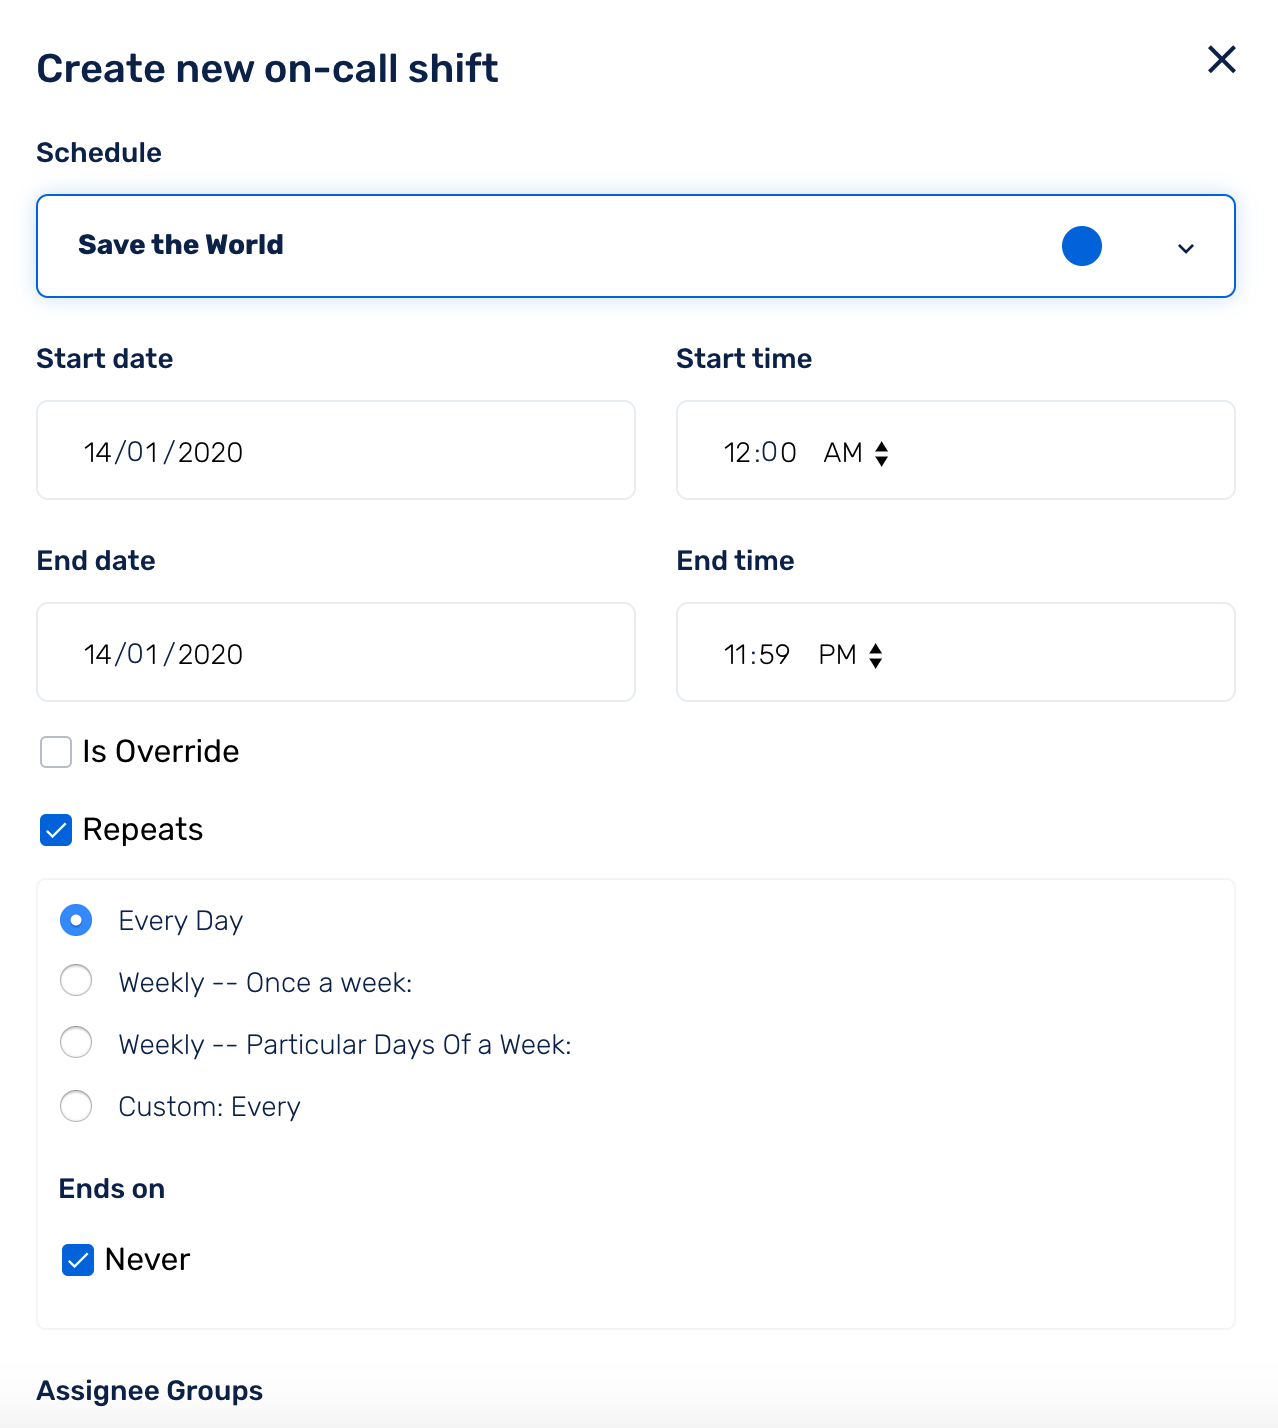 Create new on-call shift
Schedule
Save the World
Start date
Start time
14/01/2020
12:00 AM
End date
End time
14/01/2020
11:59 PM
Is Override
Repeats
Every Day
Weekly -- Once a week:
Weekly -- Particular Days Of a Week:
Custom: Every
Ends on
Never
Assignee Groups